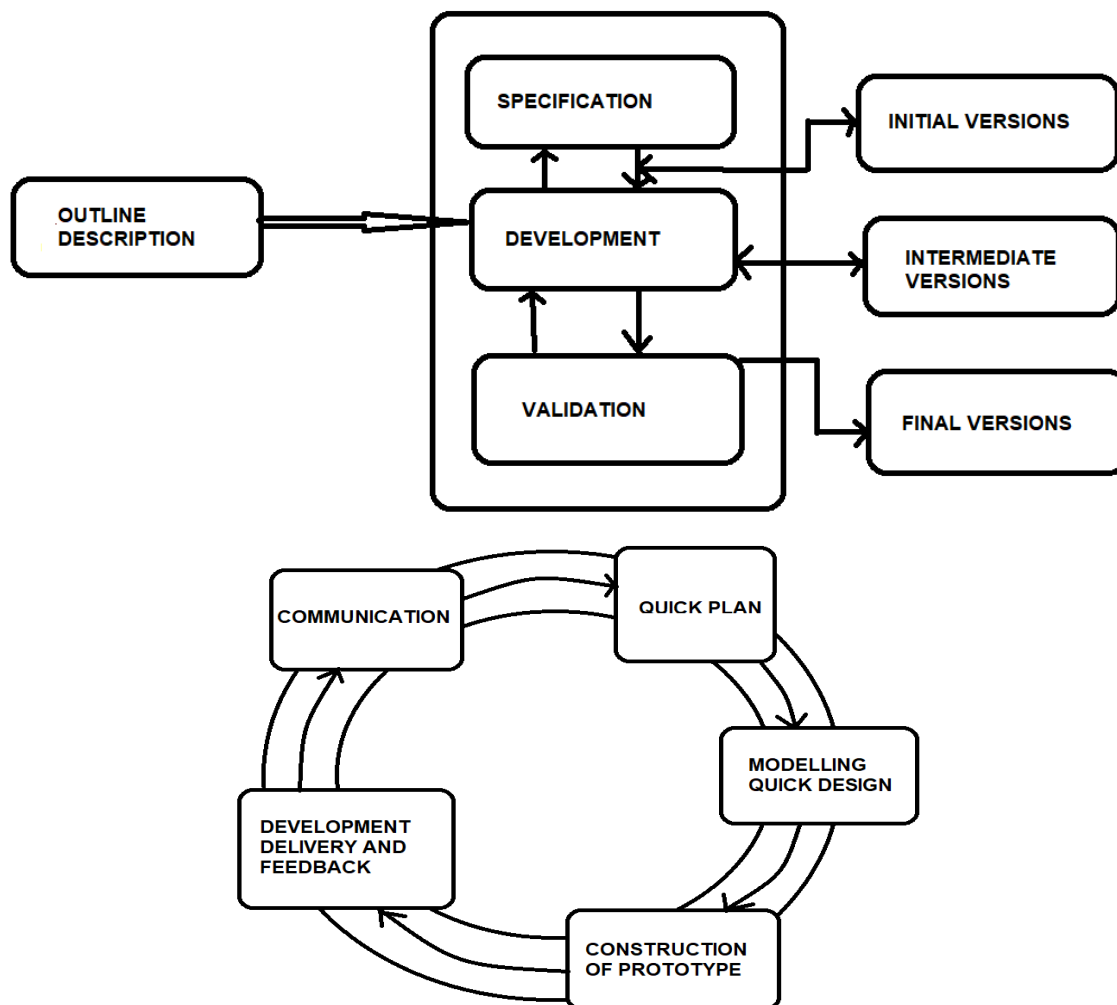 SPECIFICATION
INITIAL VERSIONS
OUTLINE
DESCRIPTION
DEVELOPMENT
INTERMEDIATE
VERSIONS
VALIDATION
FINAL VERSIONS
COMMUNICATION
QUICK PLAN
MODELLING
QUICK DESIGN
DEVELOPMENT
DELIVERY AND
FEEDBACK
CONSTRUCTION
OF PROTOTYPE